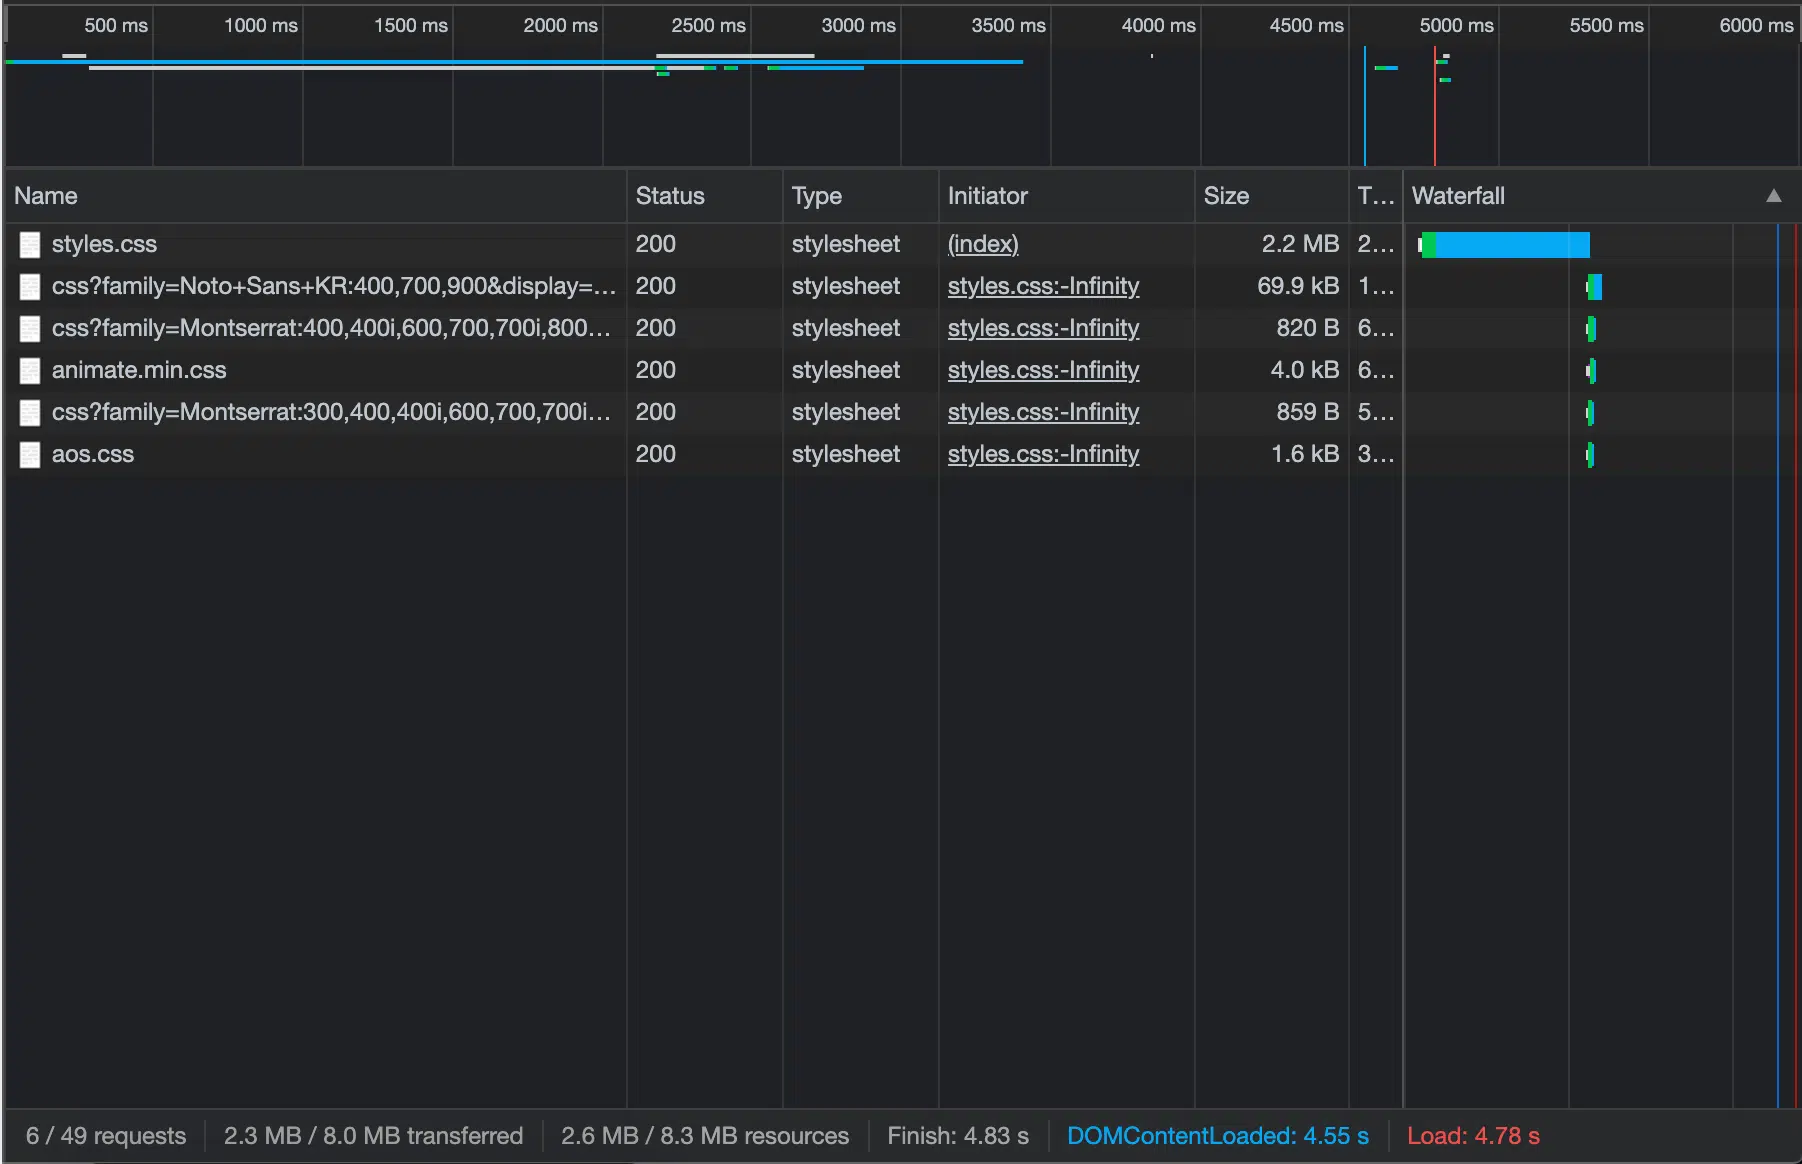 500 ms 1000 ms 1500 ms 2000 ms 2500 ms 3000 ms 3500 ms 4000 ms 4500 ms 5000 ms 5500 ms 6000 ms
Name Status Type Initiator Size T... Waterfall
styles.css 200 stylesheet (index) 2.2 MB 2...
css?family=Noto+Sans+KR:400,700,900&display=... 200 stylesheet styles.css:-Infinity 69.9 kB 1...
css?family=Montserrat:400,400i,600,700,700i,800... 200 stylesheet styles.css:-Infinity 820 B 6...
animate.min.css 200 stylesheet styles.css:-Infinity 4.0 kB 6...
css?family=Montserrat:300,400,400i,600,700,700i... 200 stylesheet styles.css:-Infinity 859 B 5...
aos.css 200 stylesheet styles.css:-Infinity 1.6 kB 3...
6 / 49 requests 2.3 MB / 8.0 MB transferred 2.6 MB / 8.3 MB resources Finish: 4.83 s DOMContentLoaded: 4.55 s Load: 4.78 s